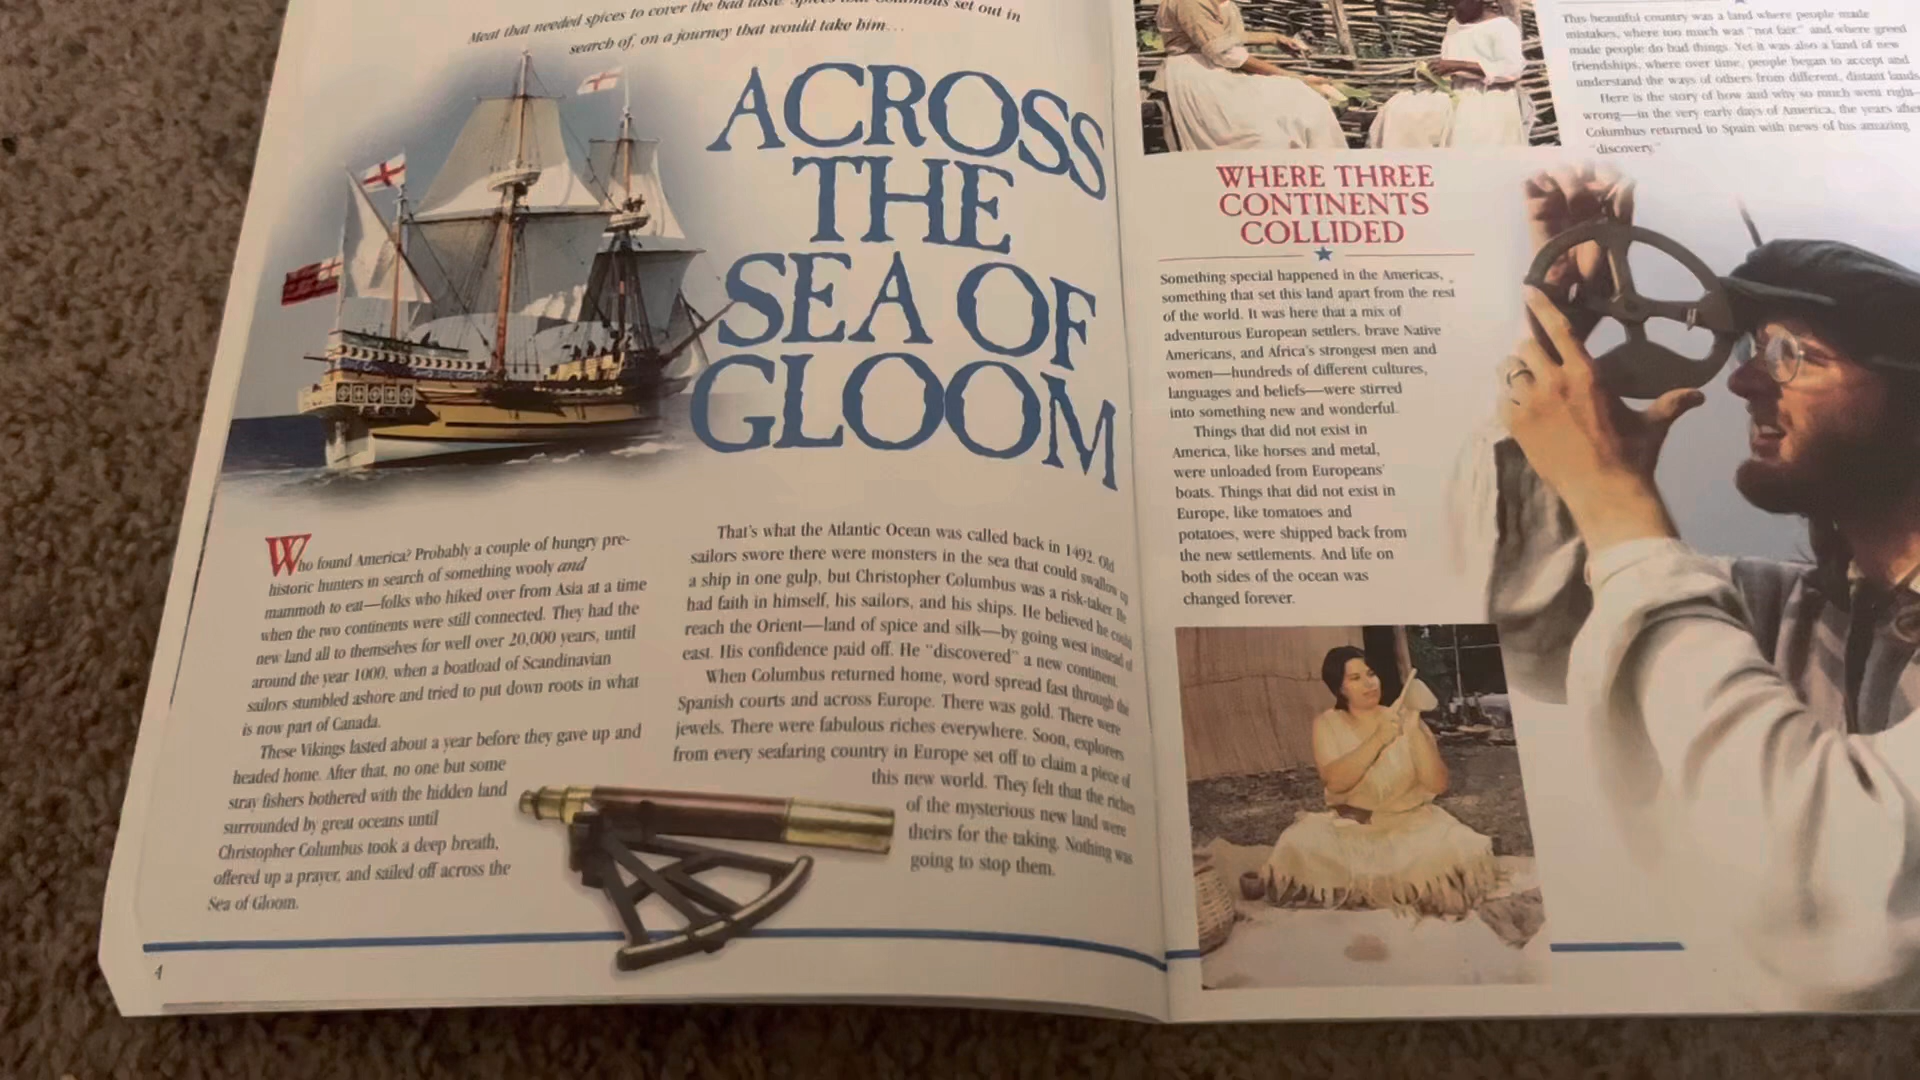 Meat that needed spices to cover the bad taste. Spices that Columbus set out in
search of, on a journey that would take him...
ACROSS
THE
SEA OF
GLOOM
Who found America? Probably a couple of hungry pre-
historic hunters in search of something wooly and
mammoth to eat—folks who hiked over from Asia at a time
when the two continents were still connected. They had the
new land all to themselves for well over 20,000 years, until
around the year 1000, when a boatload of Scandinavian
sailors stumbled ashore and tried to put down roots in what
is now part of Canada.
These Vikings lasted about a year before they gave up and
headed home. After that, no one but some
stray fishers bothered with the hidden land
surrounded by great oceans until
Christopher Columbus took a deep breath,
offered up a prayer, and sailed off across the
Sea of Gloom.
That's what the Atlantic Ocean was called back in 1492. Old
sailors swore there were monsters in the sea that could swallow up
a ship in one gulp, but Christopher Columbus was a risk-taker. He
had faith in himself, his sailors, and his ships. He believed he could
reach the Orient—land of spice and silk—by going west instead of
east. His confidence paid off. He "discovered" a new continent.
When Columbus returned home, word spread fast through the
Spanish courts and across Europe. There was gold. There were
jewels. There were fabulous riches everywhere. Soon, explorers
from every seafaring country in Europe set off to claim a piece of
this new world. They felt that the riches
of the mysterious new land were
theirs for the taking. Nothing was
going to stop them.
4
This beautiful country was a land where people made
mistakes, where too much was "not fair," and where greed
made people do bad things. Yet it was also a land of new
friendships, where over time, people began to accept and
understand the ways of others from different, distant lands.
Here is the story of how and why so much went right—
wrong—in the very early days of America, the years after
Columbus returned to Spain with news of his amazing
"discovery."
WHERE THREE
CONTINENTS
COLLIDED
Something special happened in the Americas,
something that set this land apart from the rest
of the world. It was here that a mix of
adventurous European settlers, brave Native
Americans, and Africa's strongest men and
women—hundreds of different cultures,
languages and beliefs—were stirred
into something new and wonderful.
Things that did not exist in
America, like horses and metal,
were unloaded from Europeans'
boats. Things that did not exist in
Europe, like tomatoes and
potatoes, were shipped back from
the new settlements. And life on
both sides of the ocean was
changed forever.